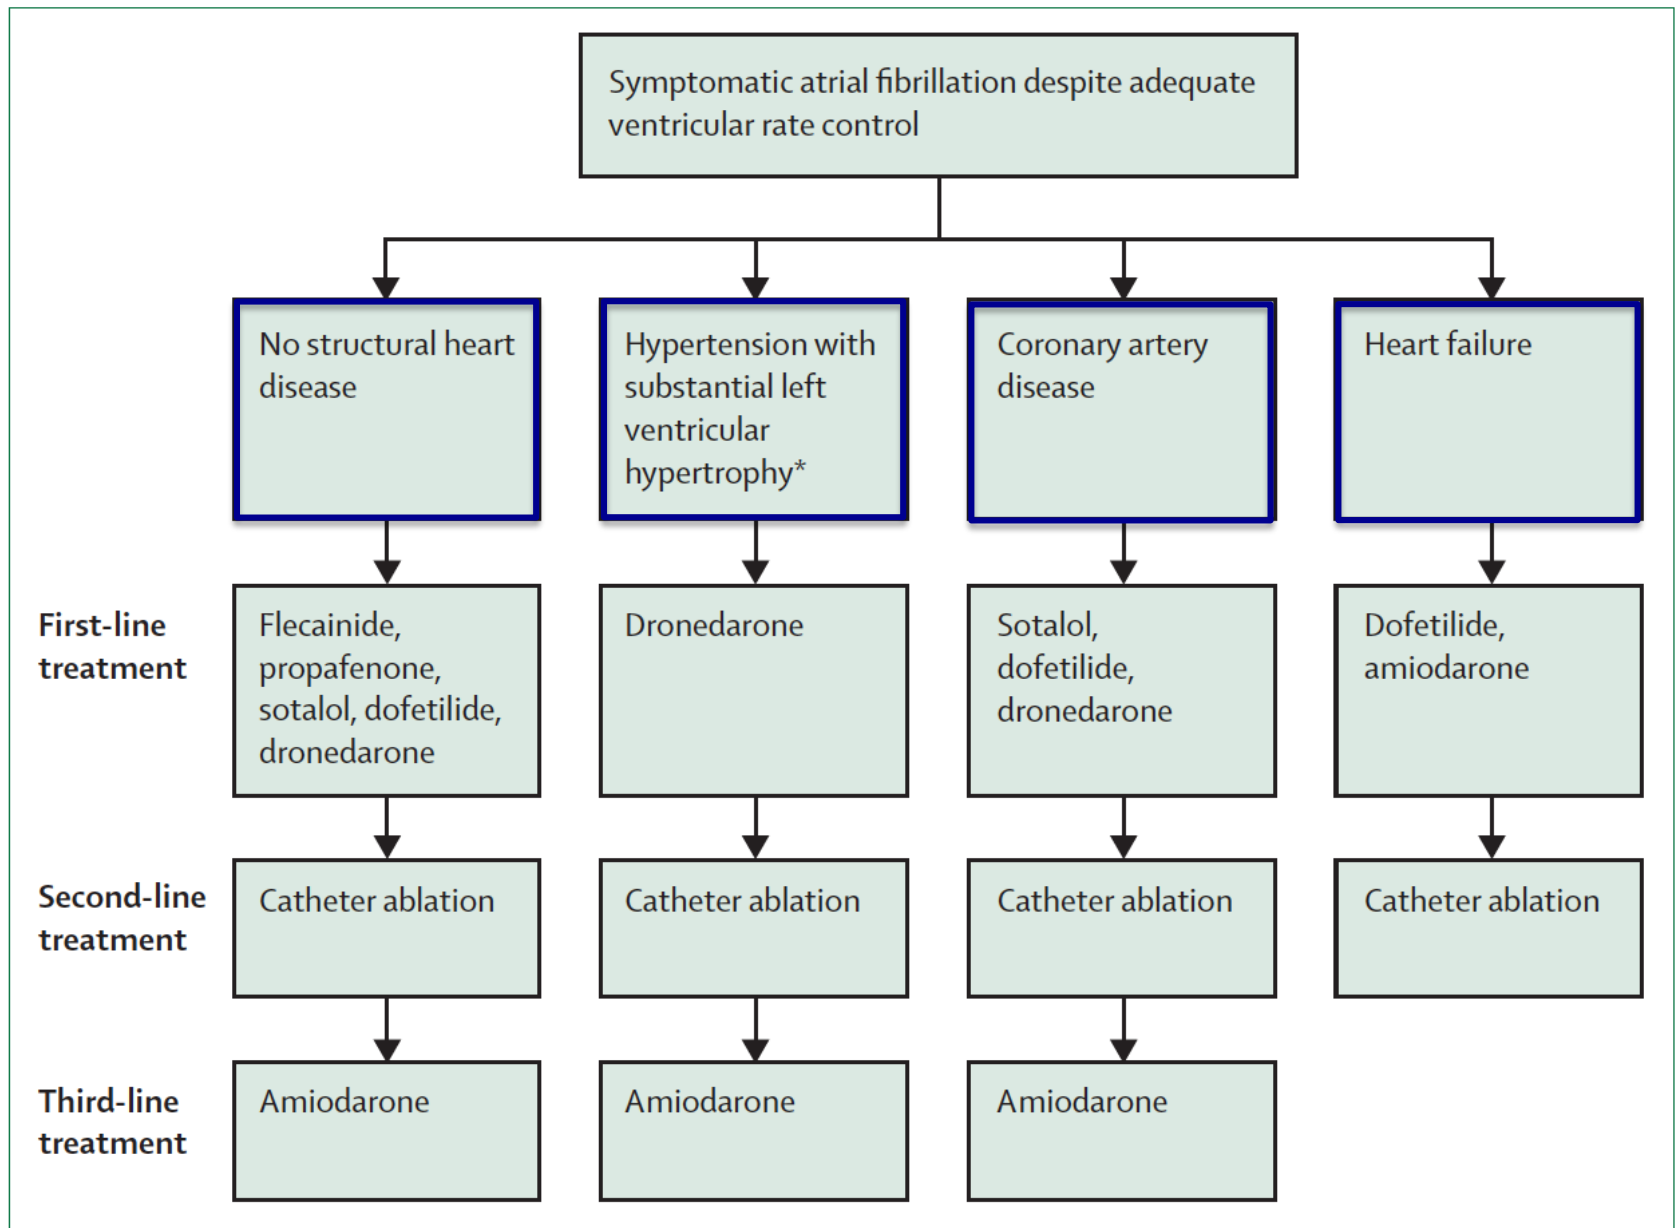 Symptomatic atrial fibrillation despite adequate
ventricular rate control
No structural heart
disease
Hypertension with
substantial left
ventricular
hypertrophy*
Coronary artery
disease
Heart failure
First-line
treatment
Flecainide,
propafenone,
sotalol, dofetilide,
dronedarone
Dronedarone
Sotalol,
dofetilide,
dronedarone
Dofetilide,
amiodarone
Second-line
treatment
Catheter ablation
Catheter ablation
Catheter ablation
Catheter ablation
Third-line
treatment
Amiodarone
Amiodarone
Amiodarone